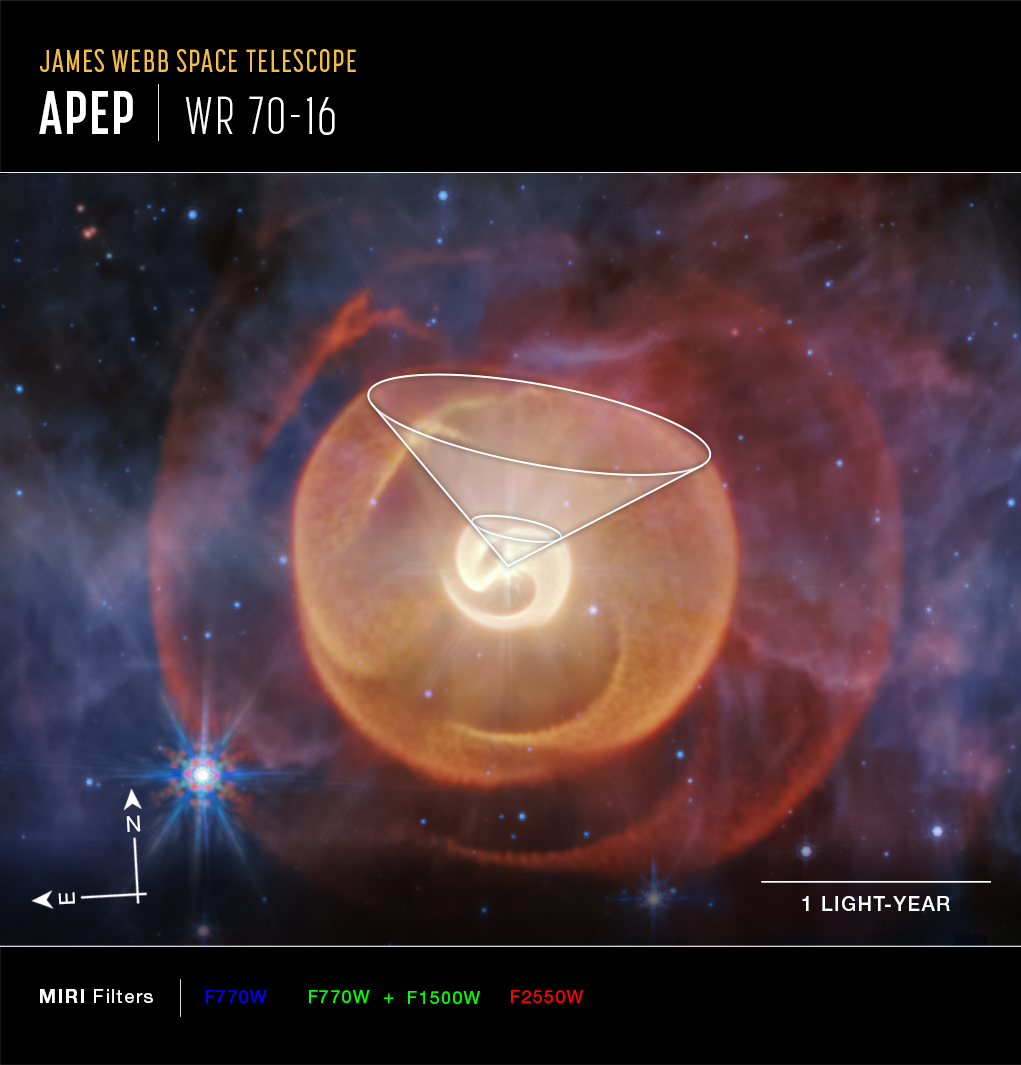 JAMES WEBB SPACE TELESCOPE
APEP | WR 70-16
N
E
1 LIGHT-YEAR
MIRI Filters | F770W F770W + F1500W F2550W